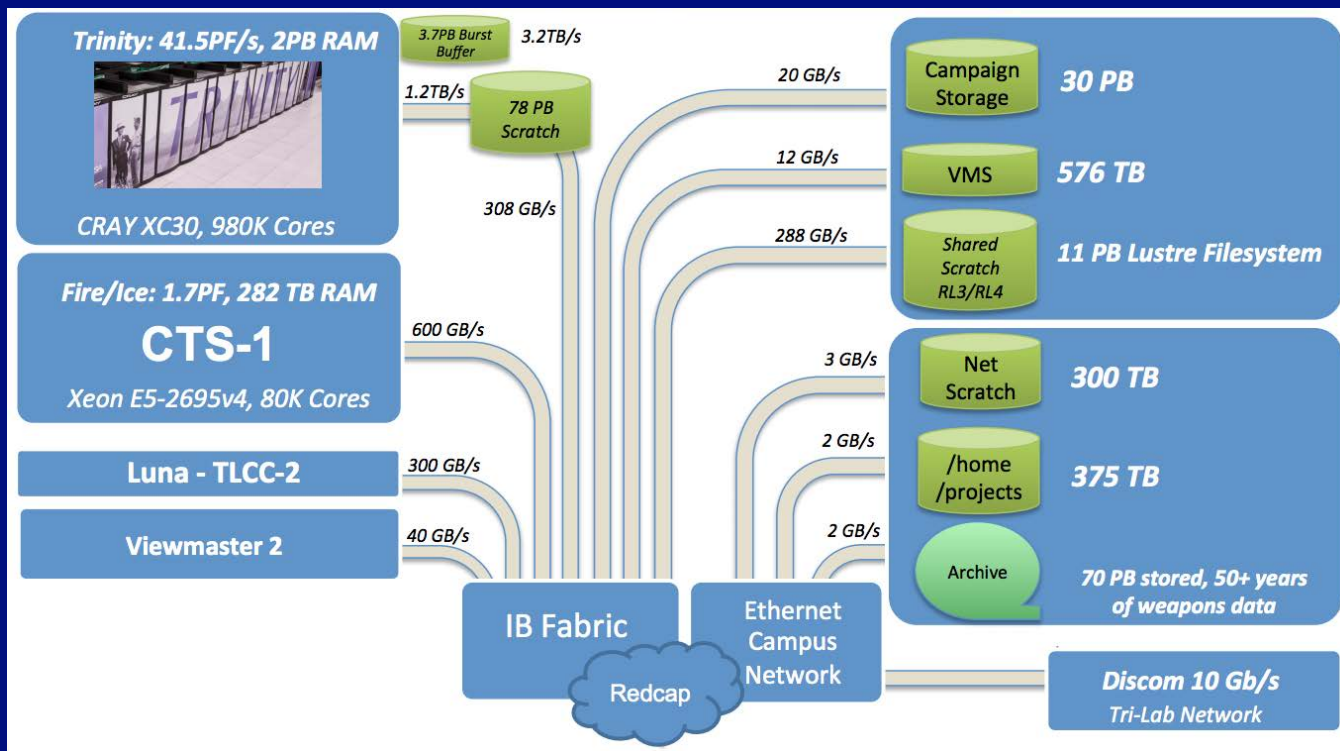 Trinity: 41.5PF/s, 2PB RAM
TRINITY
CRAY XC30, 980K Cores
3.7PB Burst
Buffer
3.2TB/s
1.2TB/s
78 PB
Scratch
308 GB/s
Fire/Ice: 1.7PF, 282 TB RAM
CTS-1
Xeon E5-2695v4, 80K Cores
600 GB/s
Luna - TLCC-2
300 GB/s
Viewmaster 2
40 GB/s
20 GB/s
Campaign
Storage
30 PB
12 GB/s
VMS
576 TB
288 GB/s
Shared
Scratch
RL3/RL4
11 PB Lustre Filesystem
3 GB/s
Net
Scratch
300 TB
2 GB/s
/home
/projects
375 TB
2 GB/s
Archive
70 PB stored, 50+ years
of weapons data
IB Fabric
Ethernet
Campus
Network
Redcap
Discom 10 Gb/s
Tri-Lab Network